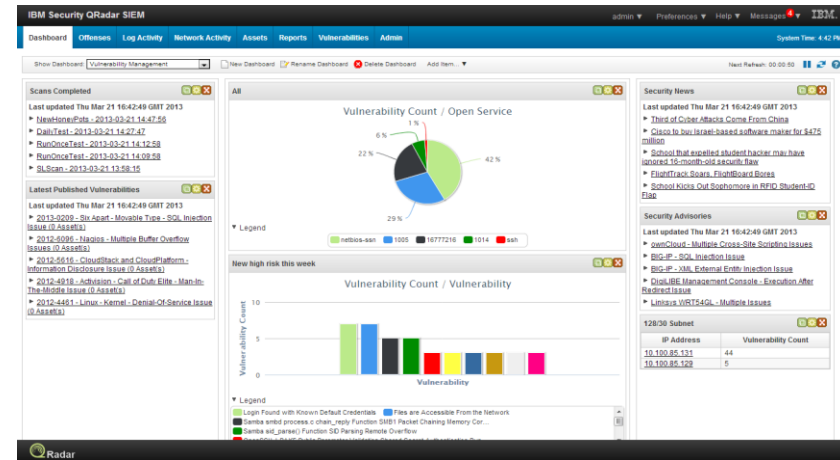 IBM Security QRadar SIEM
admin ▼ Preferences ▼ Help ▼ Messages 4 ▼ IBM.
Dashboard Offenses Log Activity Network Activity Assets Reports Vulnerabilities Admin System Time: 4:42 PM
Show Dashboard: Vulnerability Management New Dashboard Rename Dashboard Delete Dashboard Add Item... ▼ Next Refresh: 00:00:50
Scans Completed
Last updated Thu Mar 21 16:42:49 GMT 2013
NewHoneyPots - 2013-03-21 14:47:56
DailyTest - 2013-03-21 14:27:47
RunOnceTest - 2013-03-21 14:12:58
RunOnceTest - 2013-03-21 14:09:58
SLScan - 2013-03-21 13:58:15
Latest Published Vulnerabilities
Last updated Thu Mar 21 16:42:49 GMT 2013
2013-0209 - Six Apart - Movable Type - SQL Injection
Issue (0 Asset(s)
2012-6096 - Nagios - Multiple Buffer Overflow
Issues (0 Asset(s)
2012-5616 - CloudStack and CloudPlatform -
Information Disclosure Issue (0 Asset(s)
2012-4918 - Activision - Call of Duty Elite - Man-In-
The-Middle Issue (0 Asset(s)
2012-4461 - Linux - Kernel - Denial-Of-Service Issue
(0 Asset(s)
All
Vulnerability Count / Open Service
1 %
6 %
22 %
42 %
29 %
▼ Legend
netbios-ssn 1005 16777216 1014 ssh
New high risk this week
Vulnerability Count / Vulnerability
Vulnerability Count
10
5
0
Vulnerability
▼ Legend
Login Found with Known Default Credentials Files are Accessible From the Network
Samba smbd process.c chain_reply Function SMB1 Packet Chaining Memory Cor...
Samba sid_parse() Function SID Parsing Remote Overflow
Security News
Last updated Thu Mar 21 16:42:49 GMT 2013
Third of Cyber Attacks Come From China
Cisco to buy Israel-based software maker for $475
million
School that expelled student hacker may have
ignored 16-month-old security flaw
FlightTrack Soars, FlightBoard Bores
School Kicks Out Sophomore in RFID Student-ID
Flap
Security Advisories
Last updated Thu Mar 21 16:42:49 GMT 2013
ownCloud - Multiple Cross-Site Scripting Issues
BIG-IP - SQL Injection Issue
BIG-IP - XML External Entity Injection Issue
DigiLIBE Management Console - Execution After
Redirect Issue
Linksys WRT54GL - Multiple Issues
128/30 Subnet
IP Address Vulnerability Count
10.100.85.131 44
10.100.85.129 5
QRadar